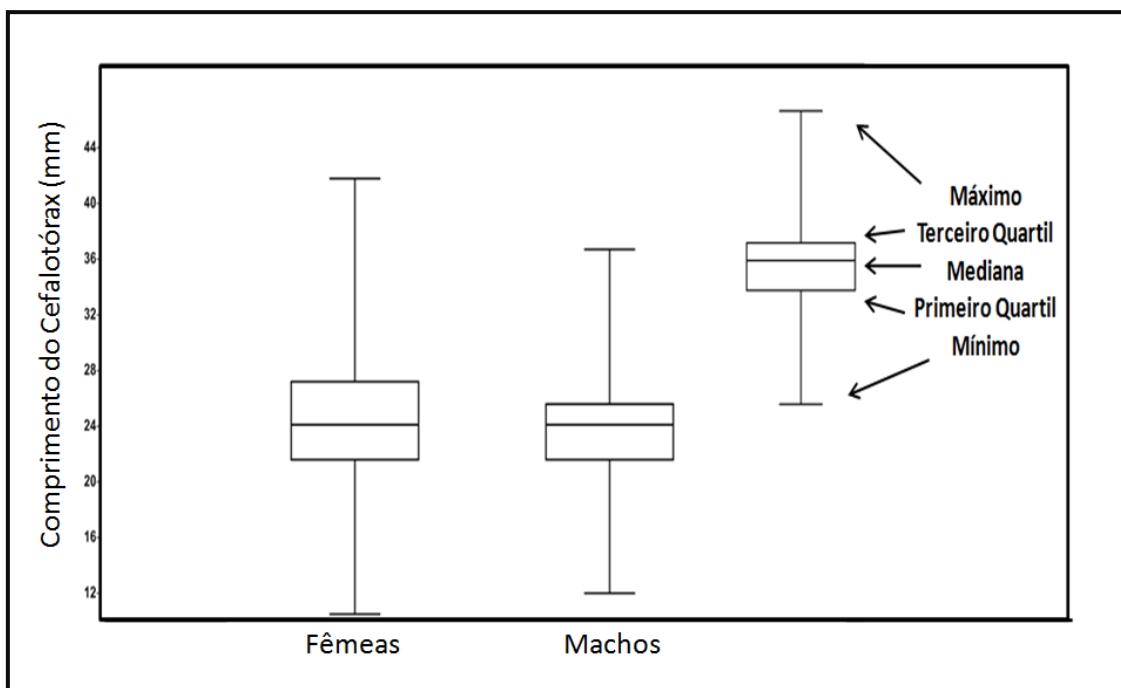 Comprimento do Cefalotórax (mm)
44
40
36
32
28
24
20
16
12
Fêmeas
Machos
Máximo
Terceiro Quartil
Mediana
Primeiro Quartil
Mínimo